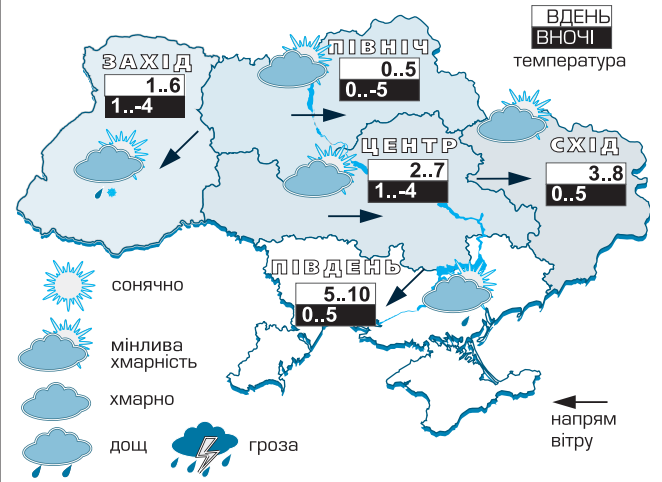 ВДЕНЬ
ВНОЧІ
температура
ПІВНІЧ
0..5
0..-5
ЗАХІД
1..6
1..-4
ЦЕНТР
2..7
1..-4
СХІД
3..8
0..5
ПІВДЕНЬ
5..10
0..5
сонячно
мінлива
хмарність
хмарно
дощ
гроза
напрям
вітру